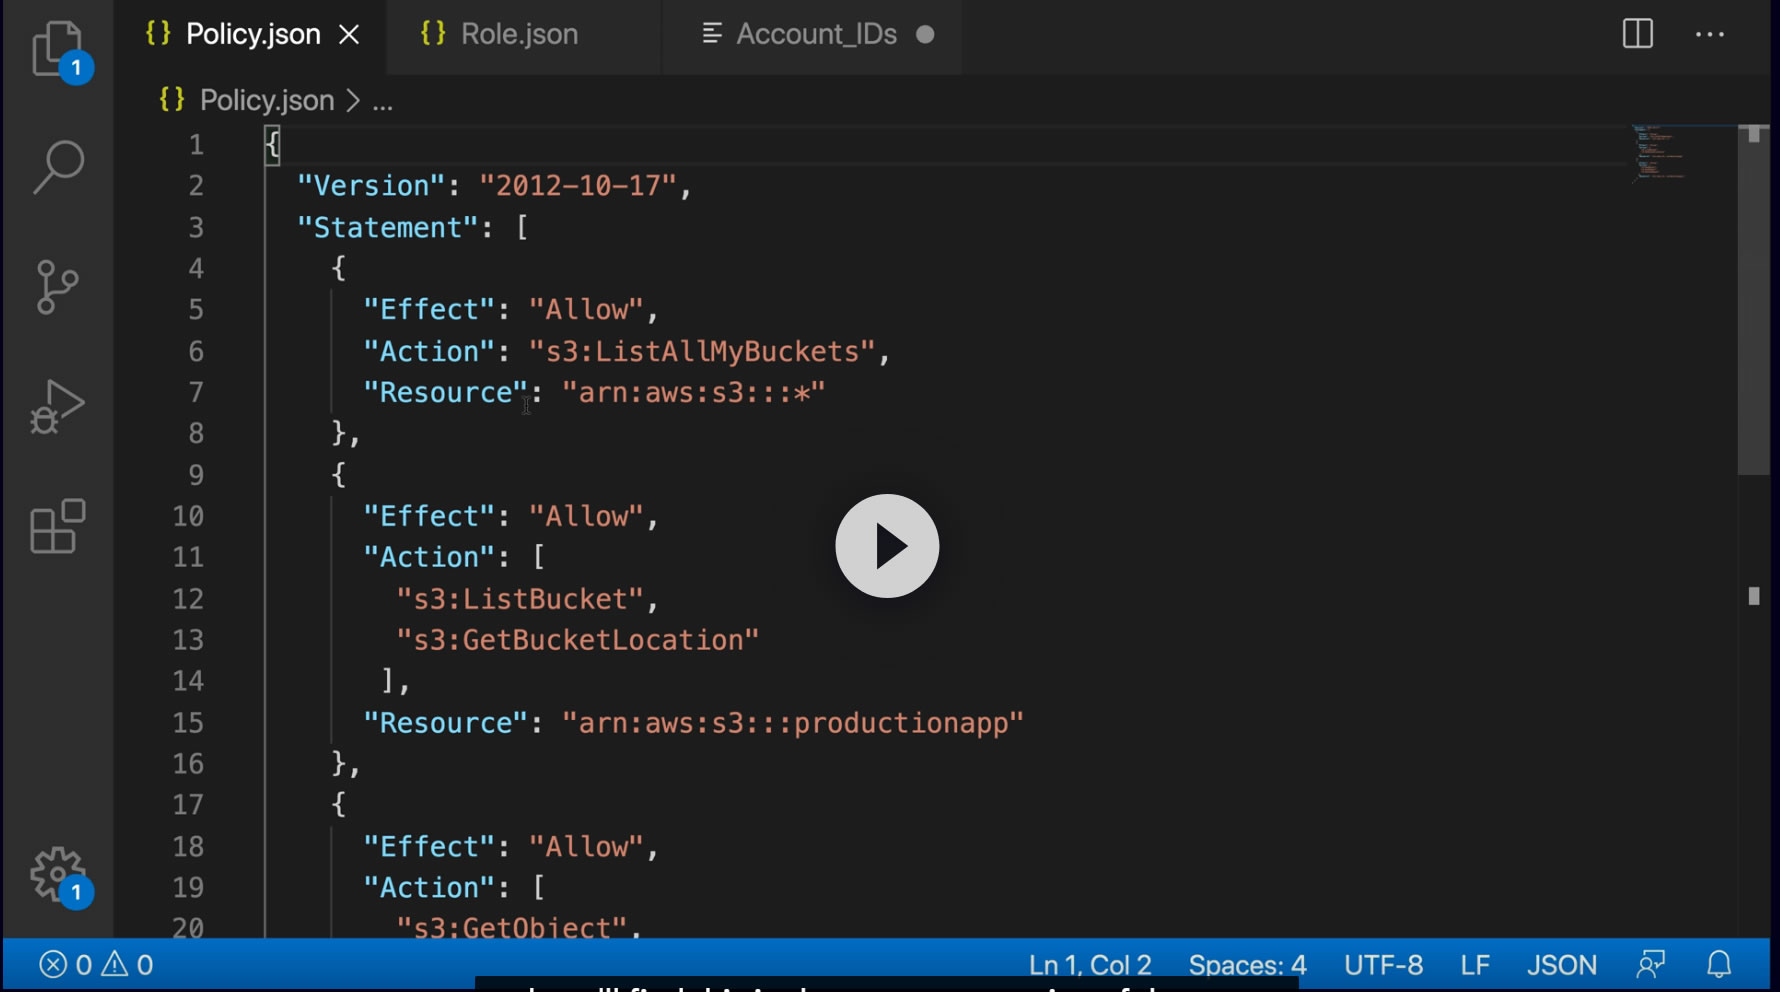 {} Policy.json × {} Role.json Account_IDs
1
{} Policy.json > ...
1 {
2 "Version": "2012-10-17",
3 "Statement": [
4 {
5 "Effect": "Allow",
6 "Action": "s3:ListAllMyBuckets",
7 "Resource": "arn:aws:s3:::*"
8 },
9 {
10 "Effect": "Allow",
11 "Action": [
12 "s3:ListBucket",
13 "s3:GetBucketLocation"
14 ],
15 "Resource": "arn:aws:s3:::productionapp"
16 },
17 {
18 "Effect": "Allow",
19 "Action": [
20 "s3:GetObject",
1
0 0 Ln 1, Col 2 Spaces: 4 UTF-8 LF JSON